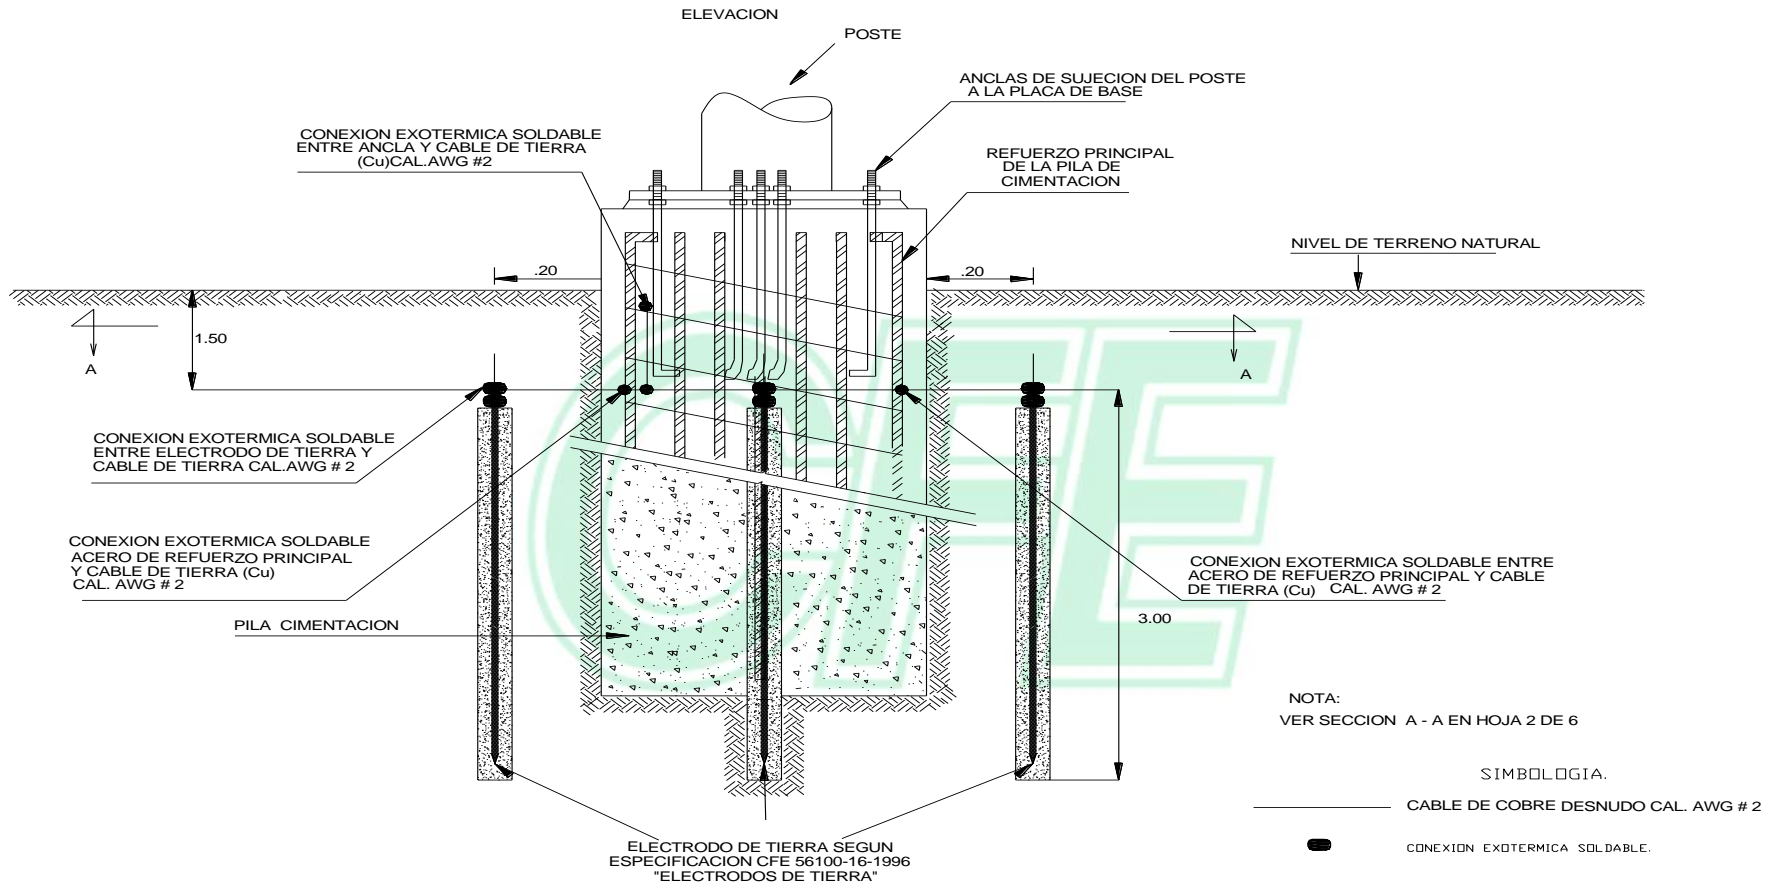 ELEVACION
POSTE
ANCLAS DE SUJECION DEL POSTE
A LA PLACA DE BASE
CONEXION EXOTERMICA SOLDABLE
ENTRE ANCLA Y CABLE DE TIERRA
(Cu)CAL.AWG #2
REFUERZO PRINCIPAL
DE LA PILA DE
CIMENTACION
NIVEL DE TERRENO NATURAL
.20
.20
1.50
A
A
CONEXION EXOTERMICA SOLDABLE
ENTRE ELECTRODO DE TIERRA Y
CABLE DE TIERRA CAL.AWG # 2
CONEXION EXOTERMICA SOLDABLE
ACERO DE REFUERZO PRINCIPAL
Y CABLE DE TIERRA (Cu)
CAL. AWG # 2
CONEXION EXOTERMICA SOLDABLE ENTRE
ACERO DE REFUERZO PRINCIPAL Y CABLE
DE TIERRA (Cu) CAL. AWG # 2
3.00
PILA CIMENTACION
CFE
NOTA:
VER SECCION A - A EN HOJA 2 DE 6
SIMBOLOGIA.
CABLE DE COBRE DESNUDO CAL. AWG # 2
CONEXION EXOTERMICA SOLDABLE.
ELECTRODO DE TIERRA SEGUN
ESPECIFICACION CFE 56100-16-1996
"ELECTRODOS DE TIERRA"